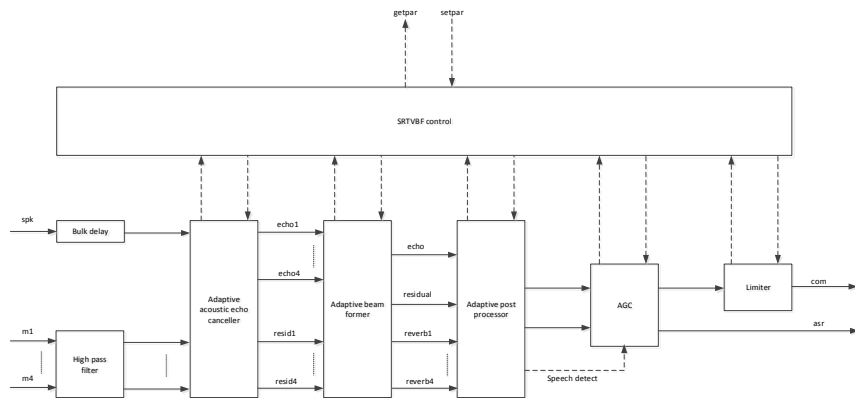 getpar
setpar
SRTVBF control
spk
Bulk delay
echo1
echo
echo4
Adaptive
acoustic echo
canceller
Adaptive beam
former
residual
Adaptive post
processor
AGC
Limiter
com
m1
High pass
filter
resid1
reverb1
asr
m4
resid4
reverb4
Speech detect